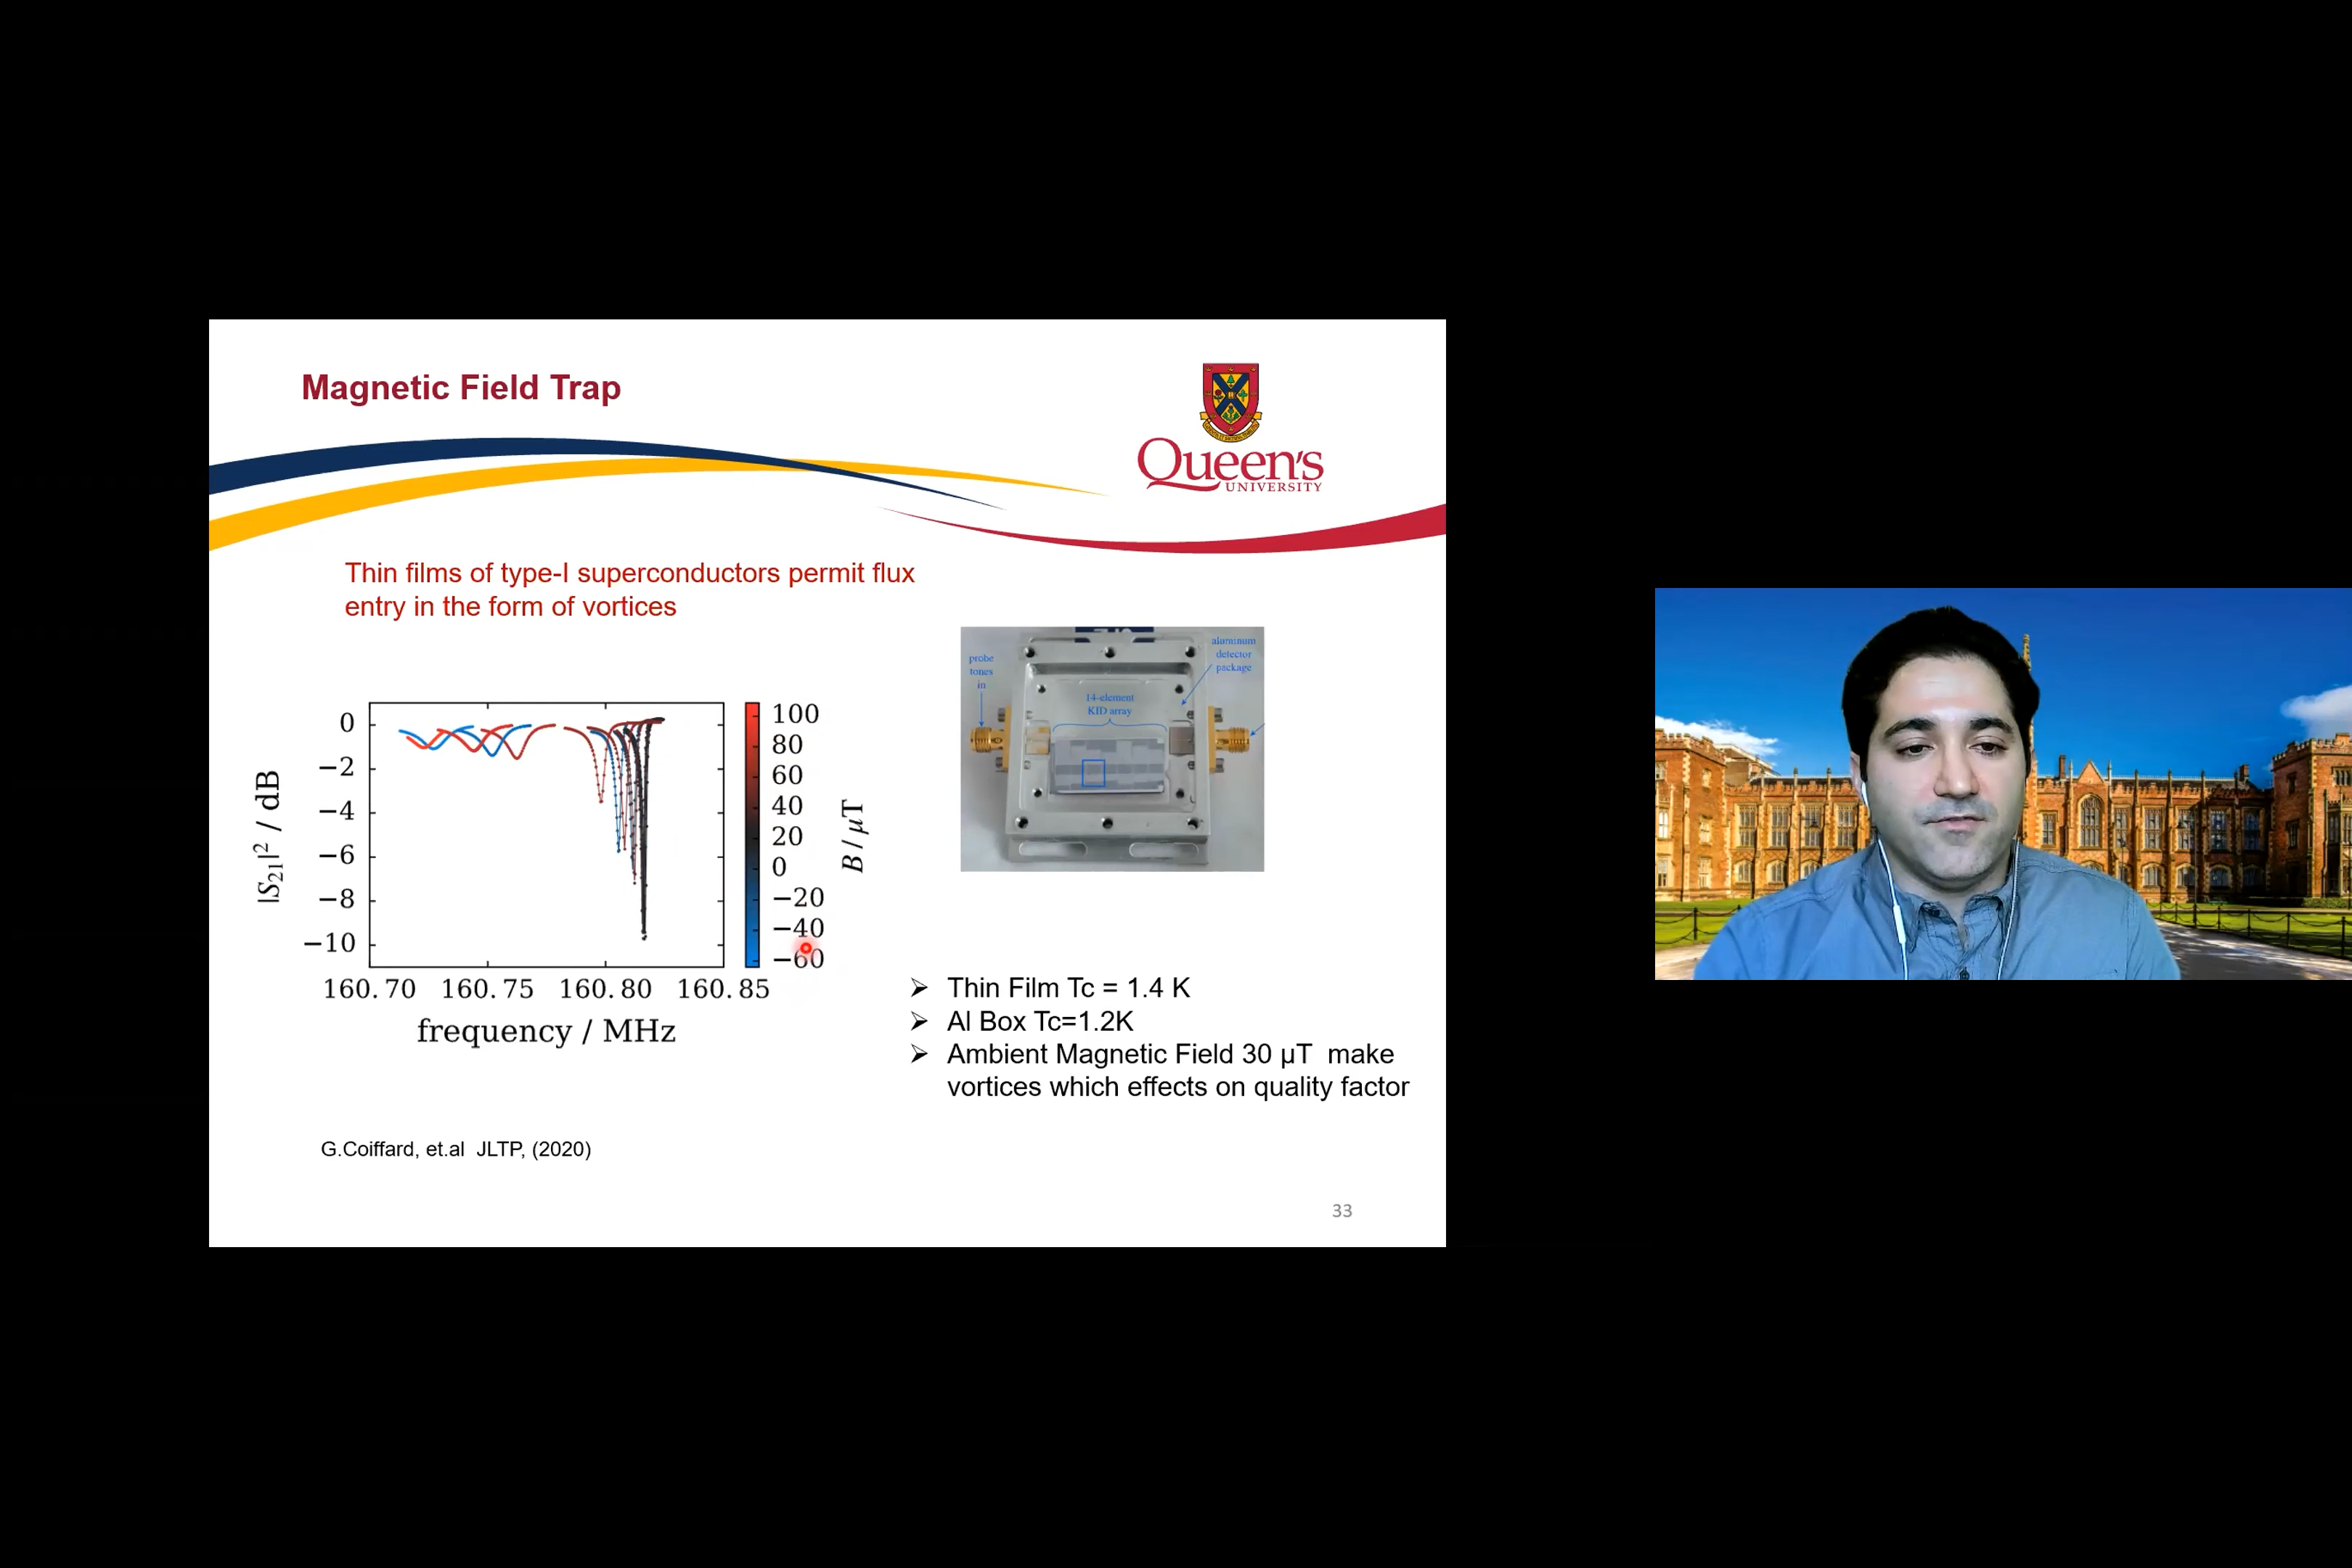 Magnetic Field Trap
Queen's
UNIVERSITY
Thin films of type-I superconductors permit flux
entry in the form of vortices
|S21|² / dB
0
−2
−4
−6
−8
−10
160.70 160.75 160.80 160.85
frequency / MHz
100
80
60
40
20
0
−20
−40
−60
B / μT
probe
tones
in
14-element
KID array
aluminum
detector
package
➢ Thin Film Tc = 1.4 K
➢ Al Box Tc=1.2K
➢ Ambient Magnetic Field 30 μT make
vortices which effects on quality factor
G.Coiffard, et.al JLTP, (2020)
33